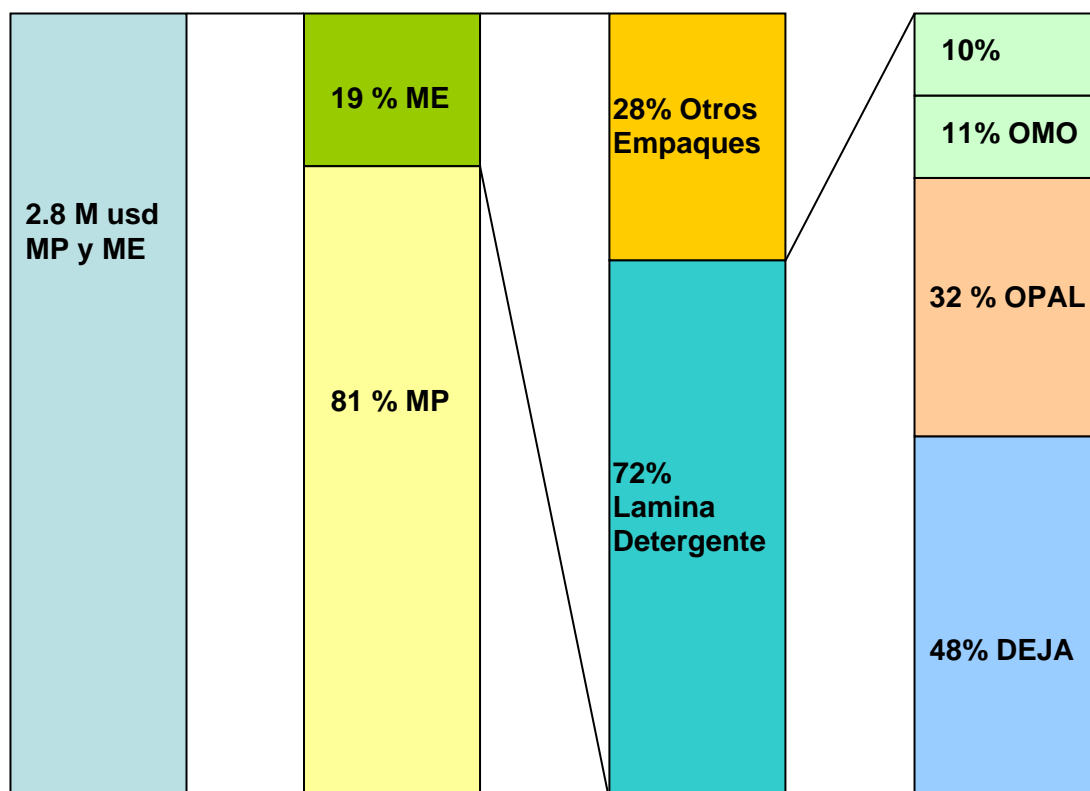 2.8 M usd
MP y ME
19 % ME
81 % MP
28% Otros
Empaques
72%
Lamina
Detergente
10%
11% OMO
32 % OPAL
48% DEJA